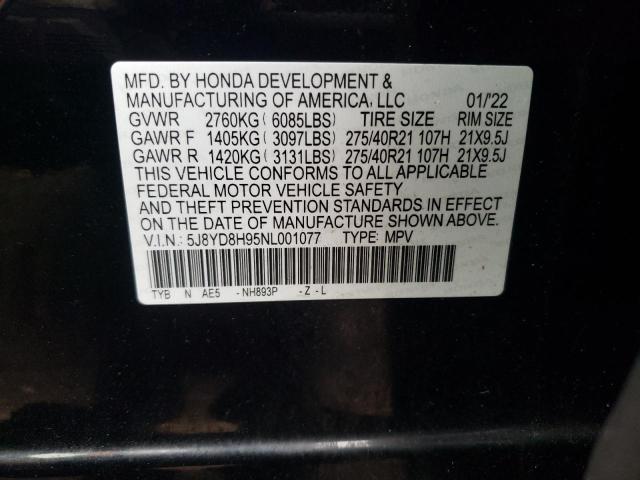 MFD. BY HONDA DEVELOPMENT &
MANUFACTURING OF AMERICA, LLC 01/'22
GVWR 2760KG (6085LBS) TIRE SIZE RIM SIZE
GAWR F 1405KG (3097LBS) 275/40R21 107H 21X9.5J
GAWR R 1420KG (3131LBS) 275/40R21 107H 21X9.5J
THIS VEHICLE CONFORMS TO ALL APPLICABLE
FEDERAL MOTOR VEHICLE SAFETY
AND THEFT PREVENTION STANDARDS IN EFFECT
ON THE DATE OF MANUFACTURE SHOWN ABOVE.
V.I.N.: 5J8YD8H95NL001077 TYPE: MPV
TYB N AE5 -NH893P -Z-L